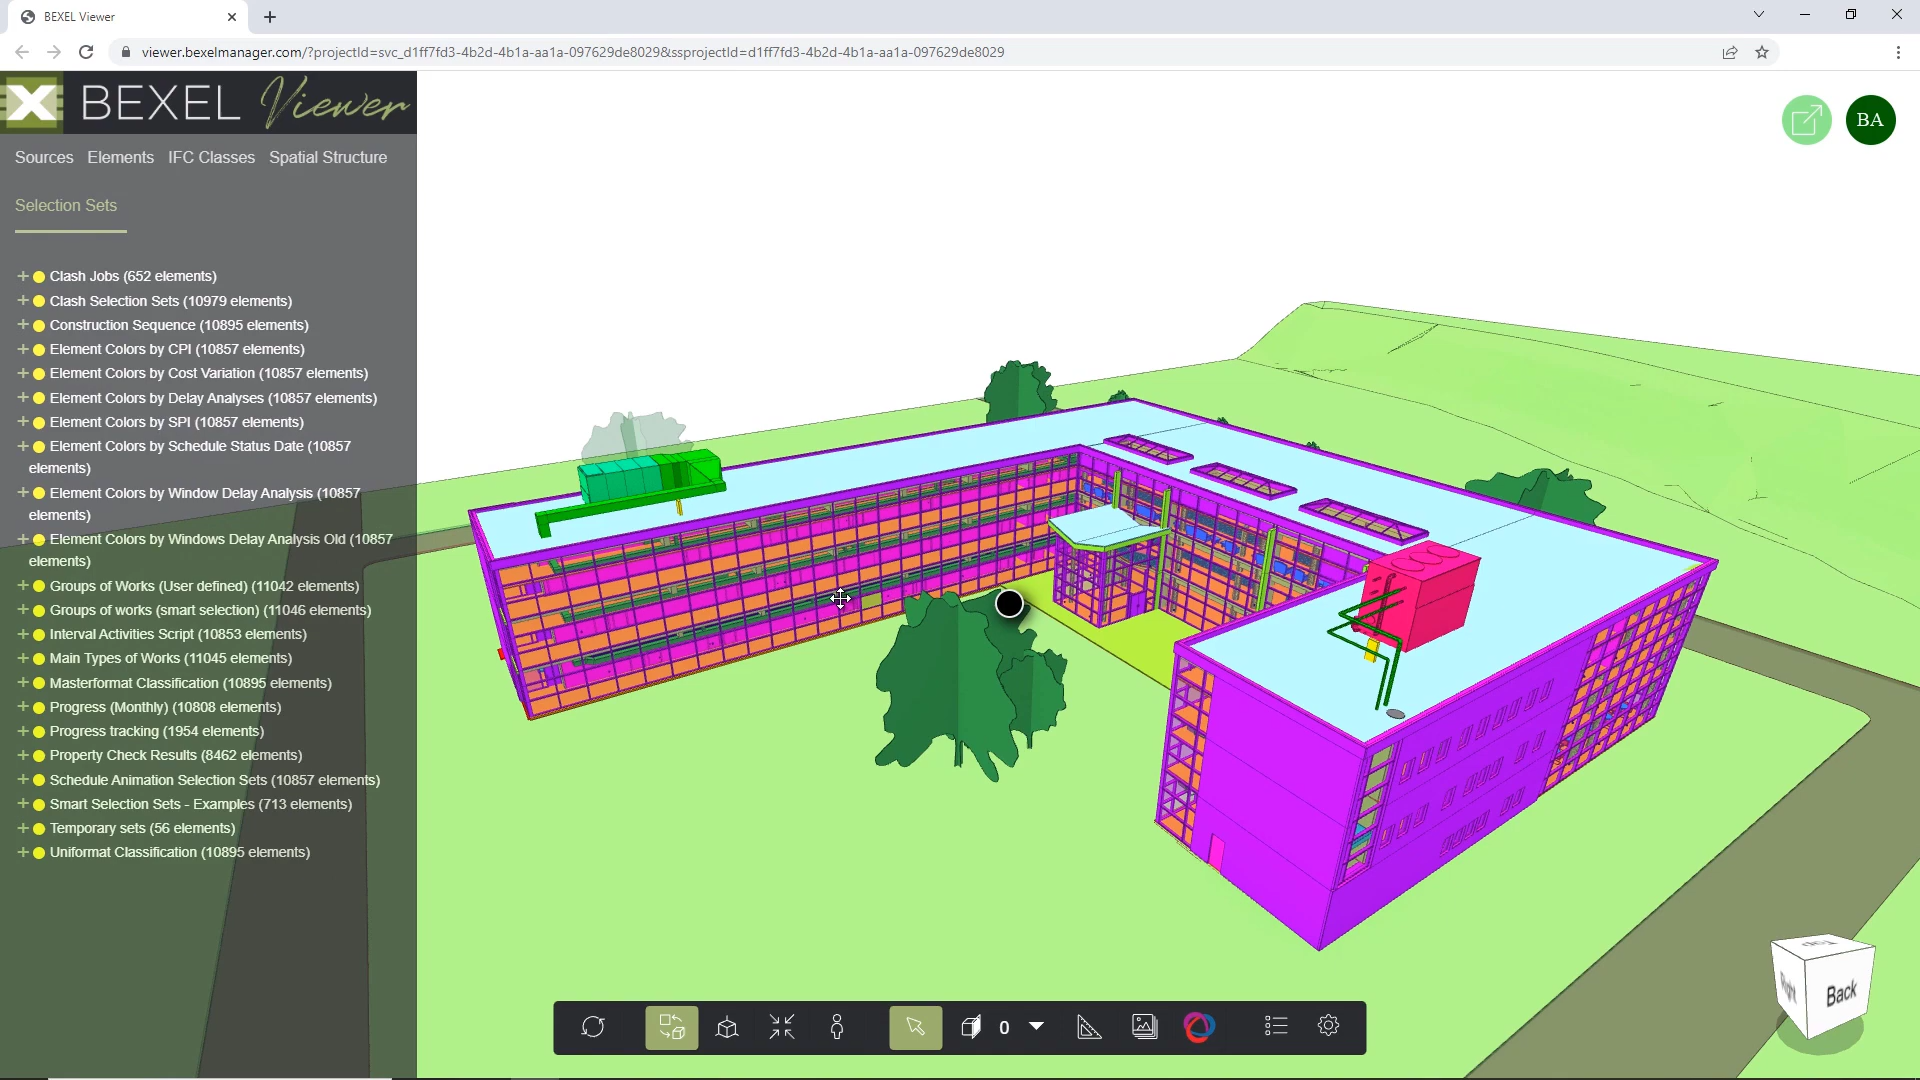 BEXEL Viewer
viewer.bexelmanager.com/?projectId=svc_d1ff7fd3-4b2d-4b1a-aa1a-097629de8029&ssprojectId=d1ff7fd3-4b2d-4b1a-aa1a-097629de8029
BEXEL Viewer
BA
Sources Elements IFC Classes Spatial Structure
Selection Sets
Clash Jobs (652 elements)
Clash Selection Sets (10979 elements)
Construction Sequence (10895 elements)
Element Colors by CPI (10857 elements)
Element Colors by Cost Variation (10857 elements)
Element Colors by Delay Analyses (10857 elements)
Element Colors by SPI (10857 elements)
Element Colors by Schedule Status Date (10857
elements)
Element Colors by Window Delay Analysis (10857
elements)
Element Colors by Windows Delay Analysis Old (10857
elements)
Groups of Works (User defined) (11042 elements)
Groups of works (smart selection) (11046 elements)
Interval Activities Script (10853 elements)
Main Types of Works (11045 elements)
Masterformat Classification (10895 elements)
Progress (Monthly) (10808 elements)
Progress tracking (1954 elements)
Property Check Results (8462 elements)
Schedule Animation Selection Sets (10857 elements)
Smart Selection Sets - Examples (713 elements)
Temporary sets (56 elements)
Uniformat Classification (10895 elements)
Top
Right
Back
0